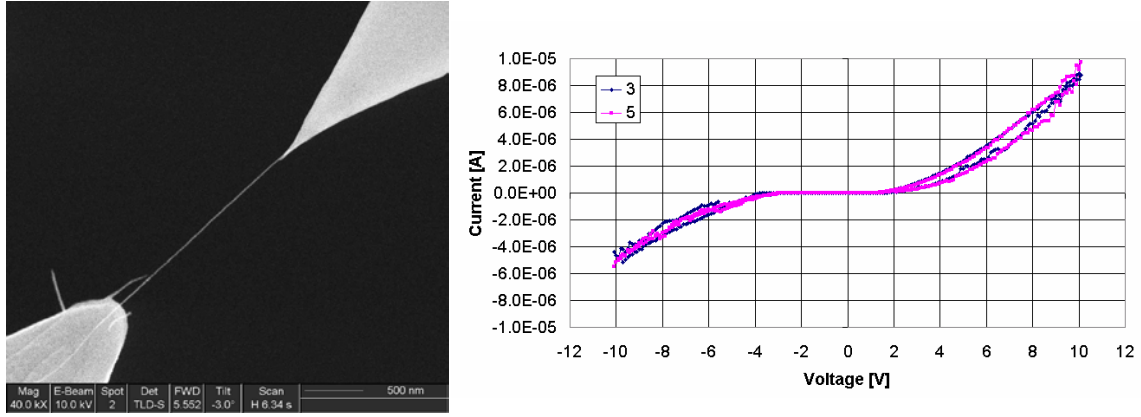 Mag E-Beam Spot Det FWD Tilt Scan 500 nm
40.0 kX 10.0 kV 2 TLD-S 5.552 -3.0° H 6.34 s
1.0E-05
8.0E-06
6.0E-06
4.0E-06
2.0E-06
0.0E+00
-2.0E-06
-4.0E-06
-6.0E-06
-8.0E-06
-1.0E-05
Current [A]
3
5
-12 -10 -8 -6 -4 -2 0 2 4 6 8 10 12
Voltage [V]